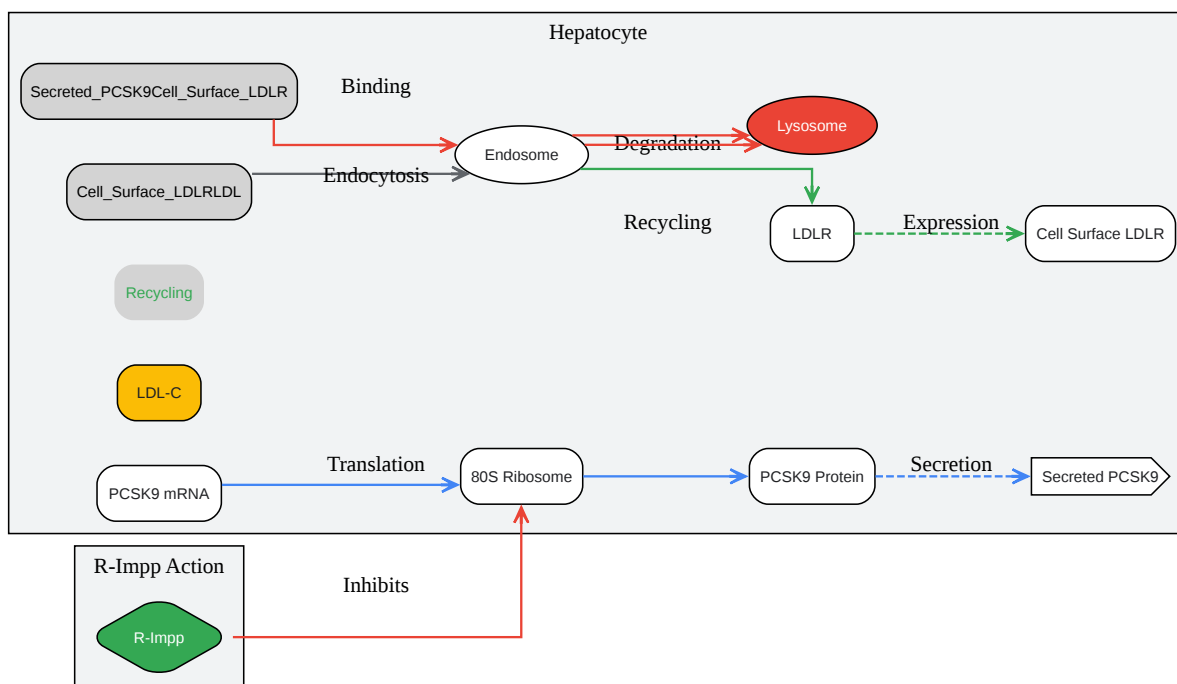 Hepatocyte
Secreted_PCSK9Cell_Surface_LDLR
Binding
Lysosome
Endosome
Degradation
Cell_Surface_LDLRLDL
Endocytosis
Recycling
LDLR
Expression
Cell Surface LDLR
Recycling
LDL-C
PCSK9 mRNA
Translation
80S Ribosome
PCSK9 Protein
Secretion
Secreted PCSK9
R-Impp Action
Inhibits
R-Impp